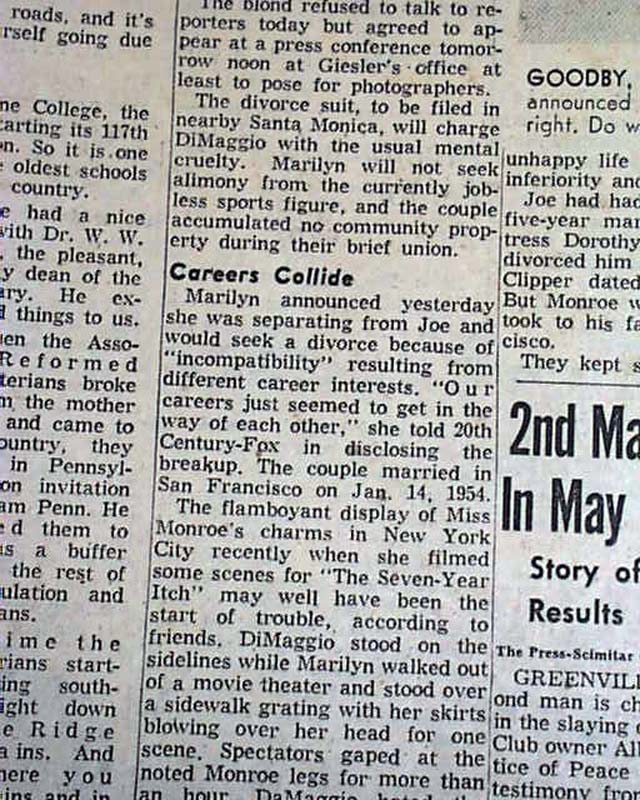 roads, and it's
rself going due
ne College, the
tarting its 117th
n. So it is one
oldest schools
country.
e had a nice
with Dr. W. W.
the pleasant,
y dean of the
ary. He ex-
things to us.
en the Asso-
Reformed
terians broke
m the mother
and came to
ountry, they
in Pennsyl-
on invitation
am Penn. He
ed them to
as a buffer
the rest of
ulation and
ans.
ime the
rians start-
ing south-
ight down
e Ridge
ains. And
here you
ins and in
The blond refused to talk to re-
porters today but agreed to ap-
pear at a press conference tomor-
row noon at Giesler's office at
least to pose for photographers.
The divorce suit, to be filed in
nearby Santa Monica, will charge
DiMaggio with the usual mental
cruelty. Marilyn will not seek
alimony from the currently job-
less sports figure, and the couple
accumulated no community prop-
erty during their brief union.
Careers Collide
Marilyn announced yesterday
she was separating from Joe and
would seek a divorce because of
"incompatibility" resulting from
different career interests. "Our
careers just seemed to get in the
way of each other," she told 20th
Century-Fox in disclosing the
breakup. The couple married in
San Francisco on Jan. 14, 1954.
The flamboyant display of Miss
Monroe's charms in New York
City recently when she filmed
some scenes for "The Seven-Year
Itch" may well have been the
start of trouble, according to
friends. DiMaggio stood on the
sidelines while Marilyn walked out
of a movie theater and stood over
a sidewalk grating with her skirts
blowing over her head for one
scene. Spectators gaped at the
noted Monroe legs for more than
an hour. DaMaggio hated the
GOODBY,
announced
right. Do w
unhappy life
inferiority and
Joe had had
five-year mar
tress Dorothy
divorced him
Clipper dated
But Monroe w
took to his fa
cisco.
They kept s
2nd Ma
In May
Story of
Results
The Press-Scimitar
GREENVILL
ond man is ch
in the slaying o
Club owner All
tice of Peace
testimony from